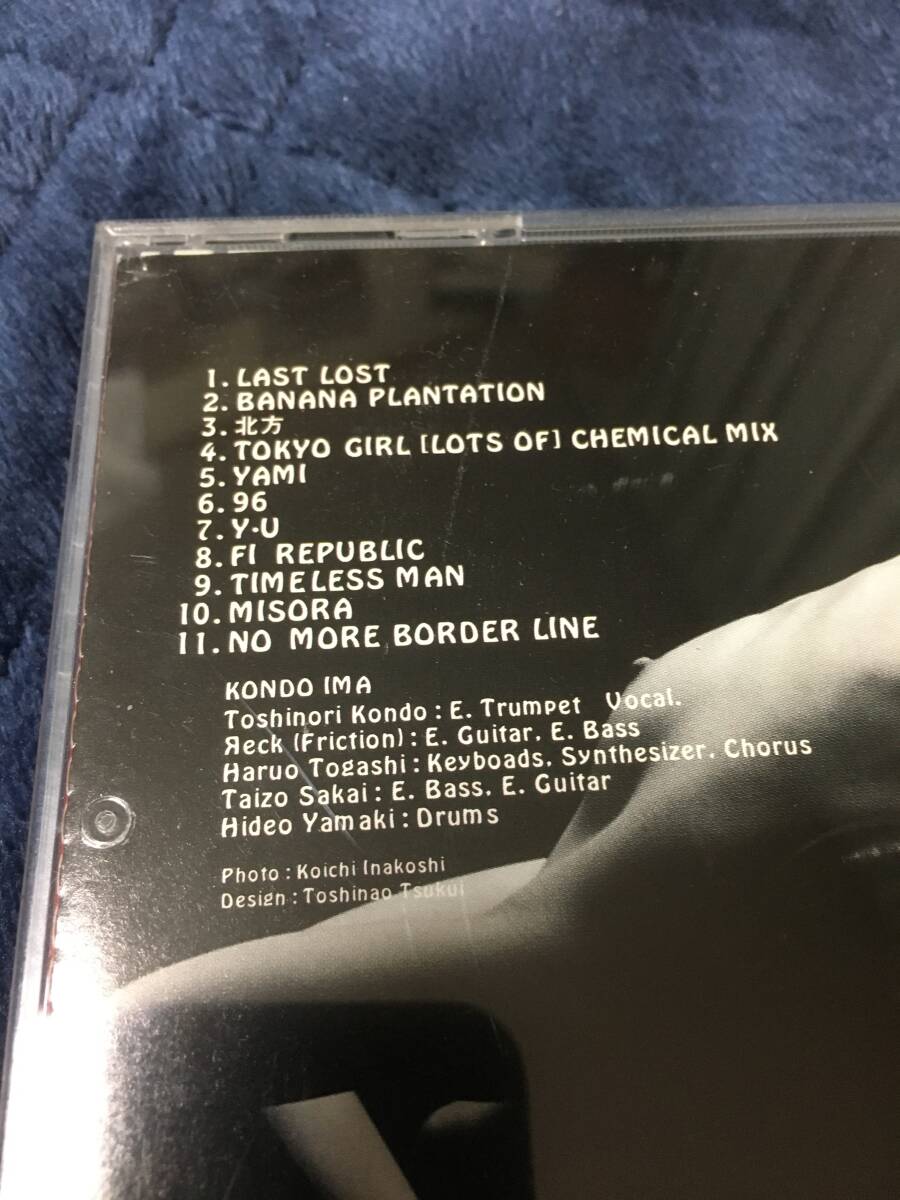 1. LAST LOST
2. BANANA PLANTATION
3. 北方
4. TOKYO GIRL [LOTS OF] CHEMICAL MIX
5. YAMI
6. 96
7. Y·U
8. FI REPUBLIC
9. TIMELESS MAN
10. MISORA
11. NO MORE BORDER LINE
KONDO IMA
Toshinori Kondo : E. Trumpet Vocal.
Яeck (Friction) : E. Guitar. E. Bass
Haruo Togashi : Keyboads. Synthesizer. Chorus
Taizo Sakai : E. Bass. E. Guitar
Hideo Yamaki : Drums
Photo : Koichi Inakoshi
Design : Toshinao Tsukui